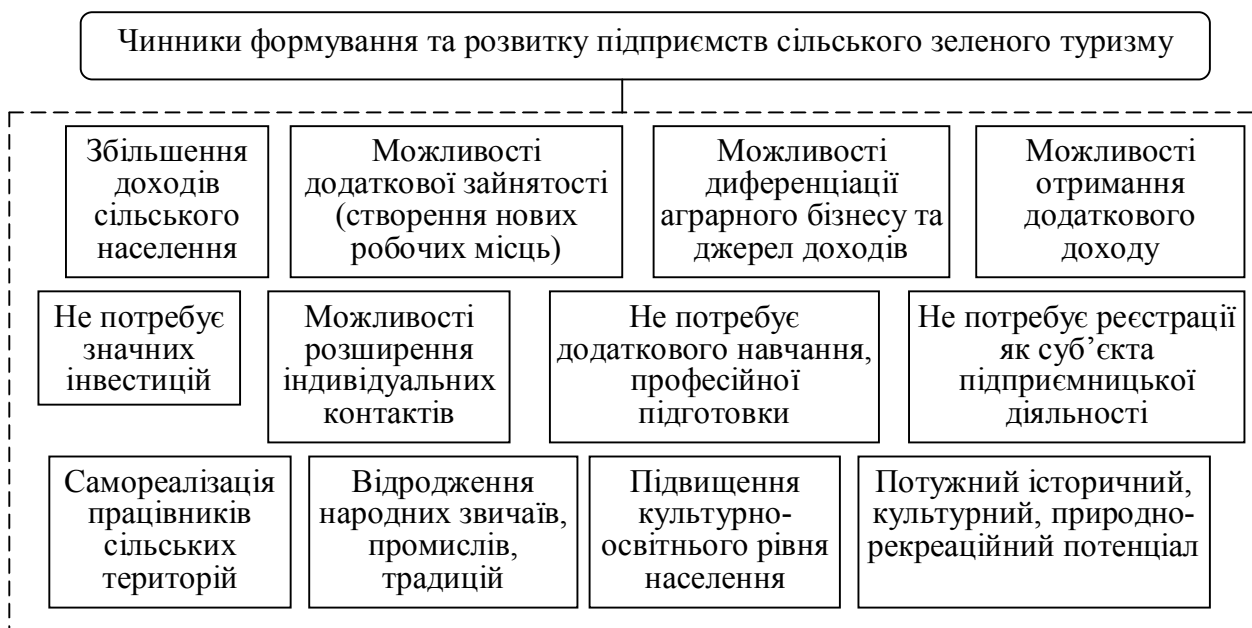 Чинники формування та розвитку підприємств сільського зеленого туризму
Збільшення
доходів
сільського
населення
Можливості
додаткової зайнятості
(створення нових
робочих місць)
Можливості
диференціації
аграрного бізнесу та
джерел доходів
Можливості
отримання
додаткового
доходу
Не потребує
значних
інвестицій
Можливості
розширення
індивідуальних
контактів
Не потребує
додаткового навчання,
професійної
підготовки
Не потребує реєстрації
як суб’єкта
підприємницької
діяльності
Самореалізація
працівників
сільських
територій
Відродження
народних звичаїв,
промислів,
традицій
Підвищення
культурно-
освітнього рівня
населення
Потужний історичний,
культурний, природно-
рекреаційний потенціал